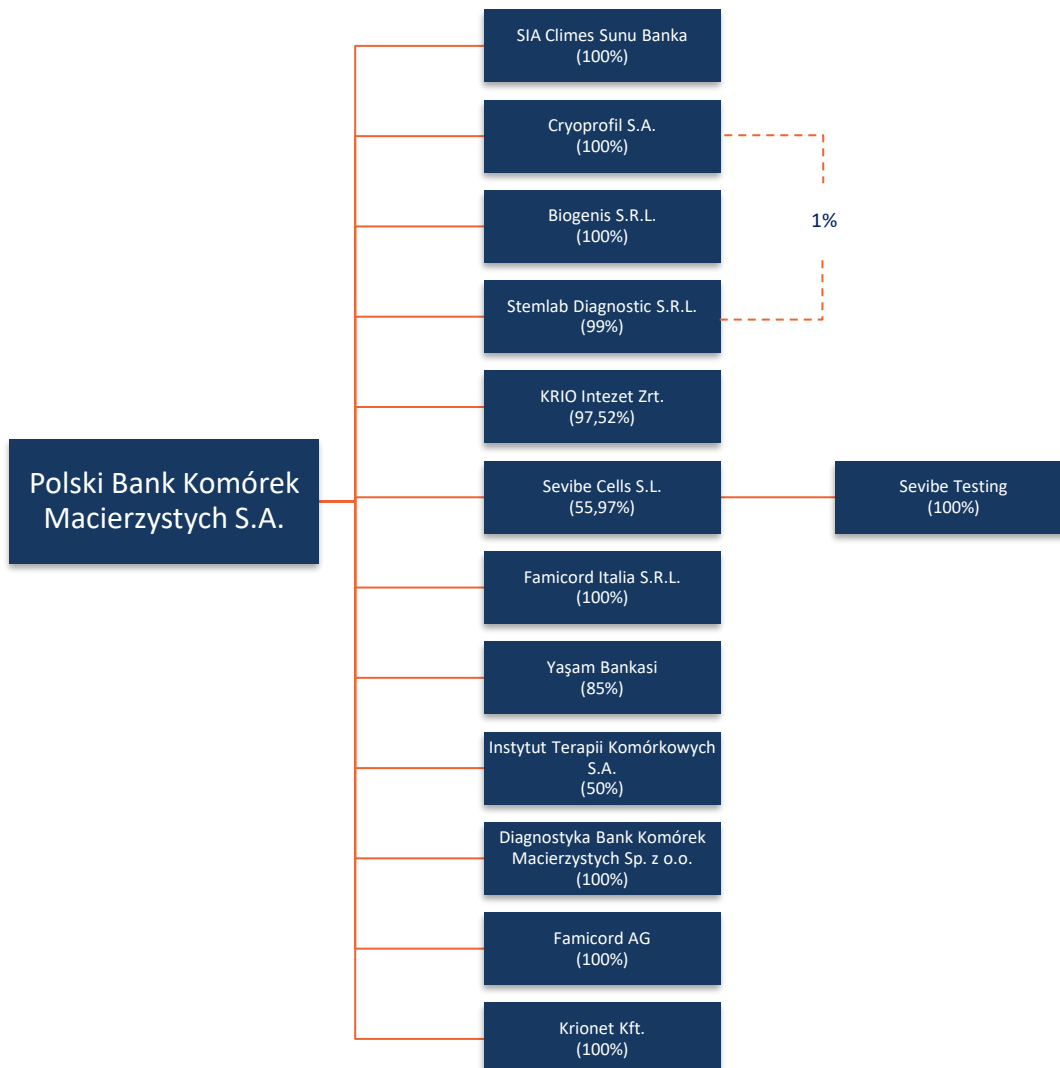 SIA Climes Sunu Banka
(100%)
Cryoprofil S.A.
(100%)
Biogenis S.R.L.
(100%)
1%
Stemlab Diagnostic S.R.L.
(99%)
KRIO Intezet Zrt.
(97,52%)
Polski Bank Komórek
Macierzystych S.A.
Sevibe Cells S.L.
(55,97%)
Sevibe Testing
(100%)
Famicord Italia S.R.L.
(100%)
Yaşam Bankasi
(85%)
Instytut Terapii Komórkowych
S.A.
(50%)
Diagnostyka Bank Komórek
Macierzystych Sp. z o.o.
(100%)
Famicord AG
(100%)
Krionet Kft.
(100%)